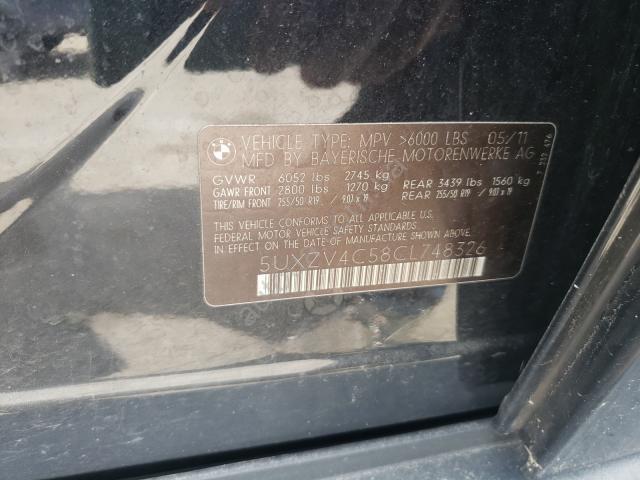 BMW
VEHICLE TYPE: MPV >6000 LBS 05/11
MFD BY BAYERISCHE MOTORENWERKE AG
GVWR 6052 lbs 2745 kg
GAWR FRONT 2800 lbs 1270 kg REAR 3439 lbs 1560 kg
TIRE/RIM FRONT 255/50 R19 / 9.0J x 19 REAR 255/50 R19 / 9.0J x 19
THIS VEHICLE CONFORMS TO ALL APPLICABLE U.S.
FEDERAL MOTOR VEHICLE SAFETY STANDARDS IN
EFFECT ON THE DATE OF MANUFACTURE SHOWN ABOVE.
5UXZV4C58CL748326